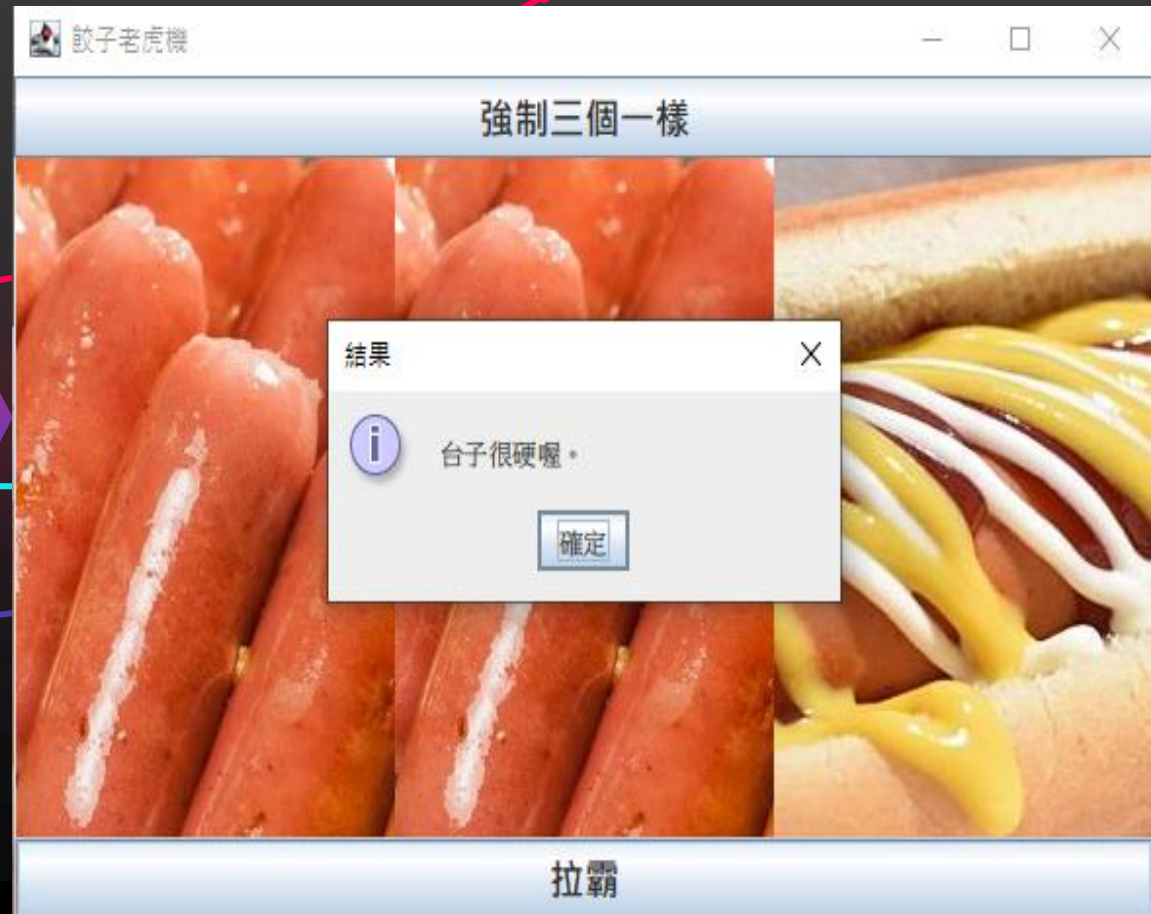 餃子老虎機
強制三個一樣
結果
台子很硬喔。
確定
拉霸